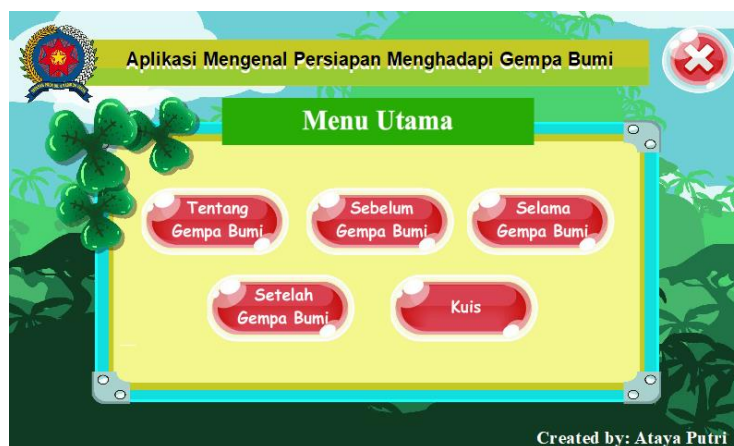 Aplikasi Mengenal Persiapan Menghadapi Gempa Bumi
Menu Utama
Tentang
Gempa Bumi
Sebelum
Gempa Bumi
Selama
Gempa Bumi
Setelah
Gempa Bumi
Kuis
Created by: Ataya Putri